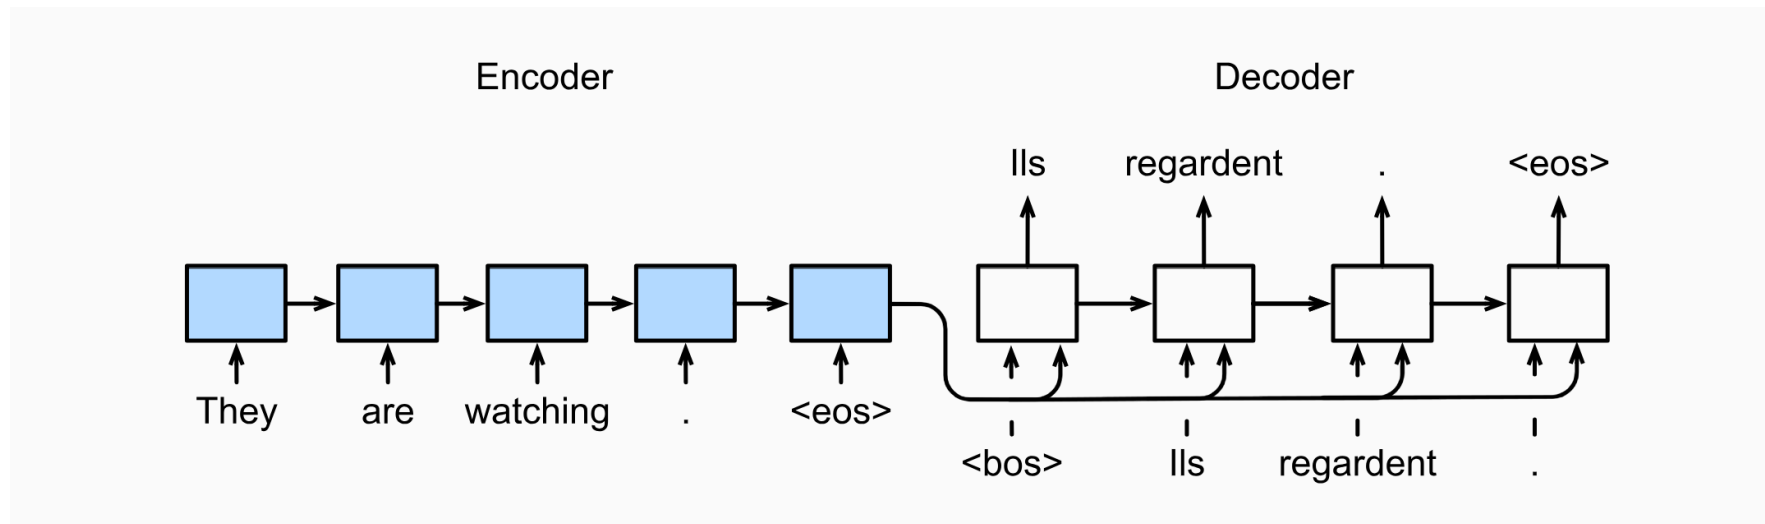 Encoder
Decoder
Ils regardent . <eos>
They are watching . <eos>
<bos> Ils regardent .